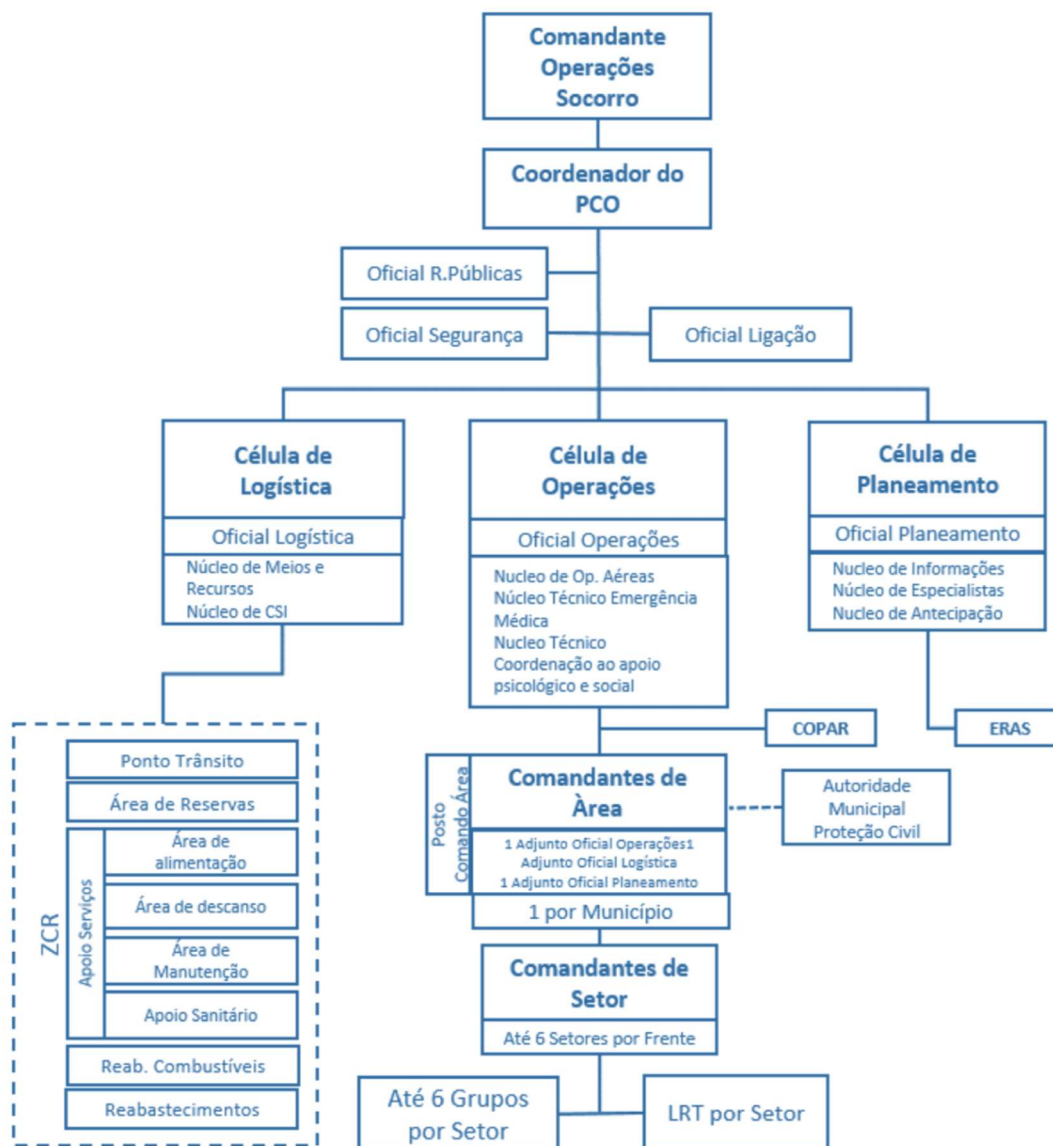 Comandante
Operações
Socorro
Coordenador do
PCO
Oficial R.Públicas
Oficial Segurança
Oficial Ligação
Célula de
Logística
Oficial Logística
Núcleo de Meios e
Recursos
Núcleo de CSI
Célula de
Operações
Oficial Operações
Nucleo de Op. Aéreas
Núcleo Técnico Emergência
Médica
Nucleo Técnico
Coordenação ao apoio
psicológico e social
Célula de
Planeamento
Oficial Planeamento
Nucleo de Informações
Núcleo de Especialistas
Nucleo de Antecipação
COPAR
ERAS
ZCR
Ponto Trânsito
Área de Reservas
Apoio Serviços
Área de
alimentação
Área de descanso
Área de
Manutenção
Apoio Sanitário
Reab. Combustíveis
Reabastecimentos
Posto
Comando Área
Comandantes de
Àrea
1 Adjunto Oficial Operações1
Adjunto Oficial Logística
1 Adjunto Oficial Planeamento
1 por Município
Autoridade
Municipal
Proteção Civil
Comandantes de
Setor
Até 6 Setores por Frente
Até 6 Grupos
por Setor
LRT por Setor